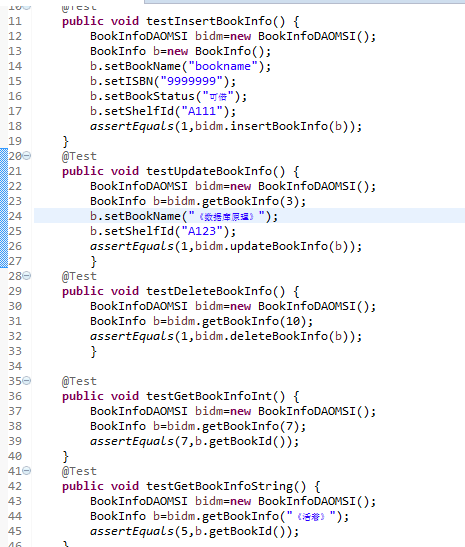 10 @Test
11 public void testInsertBookInfo() {
12 BookInfoDAOMSI bidm=new BookInfoDAOMSI();
13 BookInfo b=new BookInfo();
14 b.setBookName("bookname");
15 b.setISBN("9999999");
16 b.setBookStatus("可借");
17 b.setShelfId("A111");
18 assertEquals(1,bidm.insertBookInfo(b));
19 }
20 @Test
21 public void testUpdateBookInfo() {
22 BookInfoDAOMSI bidm=new BookInfoDAOMSI();
23 BookInfo b=bidm.getBookInfo(3);
24 b.setBookName("《数据库原理》");
25 b.setShelfId("A123");
26 assertEquals(1,bidm.updateBookInfo(b));
27 }
28 @Test
29 public void testDeleteBookInfo() {
30 BookInfoDAOMSI bidm=new BookInfoDAOMSI();
31 BookInfo b=bidm.getBookInfo(10);
32 assertEquals(1,bidm.deleteBookInfo(b));
33 }
34
35 @Test
36 public void testGetBookInfoInt() {
37 BookInfoDAOMSI bidm=new BookInfoDAOMSI();
38 BookInfo b=bidm.getBookInfo(7);
39 assertEquals(7,b.getBookId());
40 }
41 @Test
42 public void testGetBookInfoString() {
43 BookInfoDAOMSI bidm=new BookInfoDAOMSI();
44 BookInfo b=bidm.getBookInfo("《活着》");
45 assertEquals(5,b.getBookId());
46 }